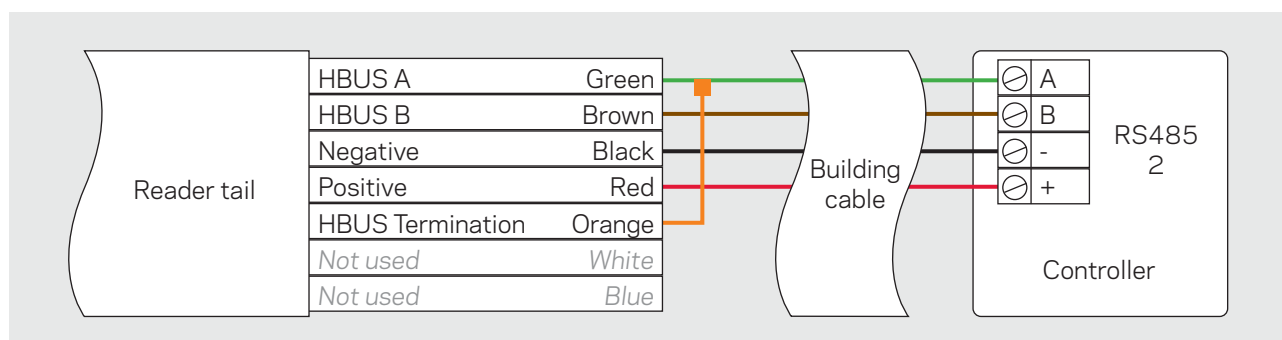 Reader tail
HBUS A Green
HBUS B Brown
Negative Black
Positive Red
HBUS Termination Orange
Not used White
Not used Blue
Building
cable
A
B
-
+
RS485
2
Controller